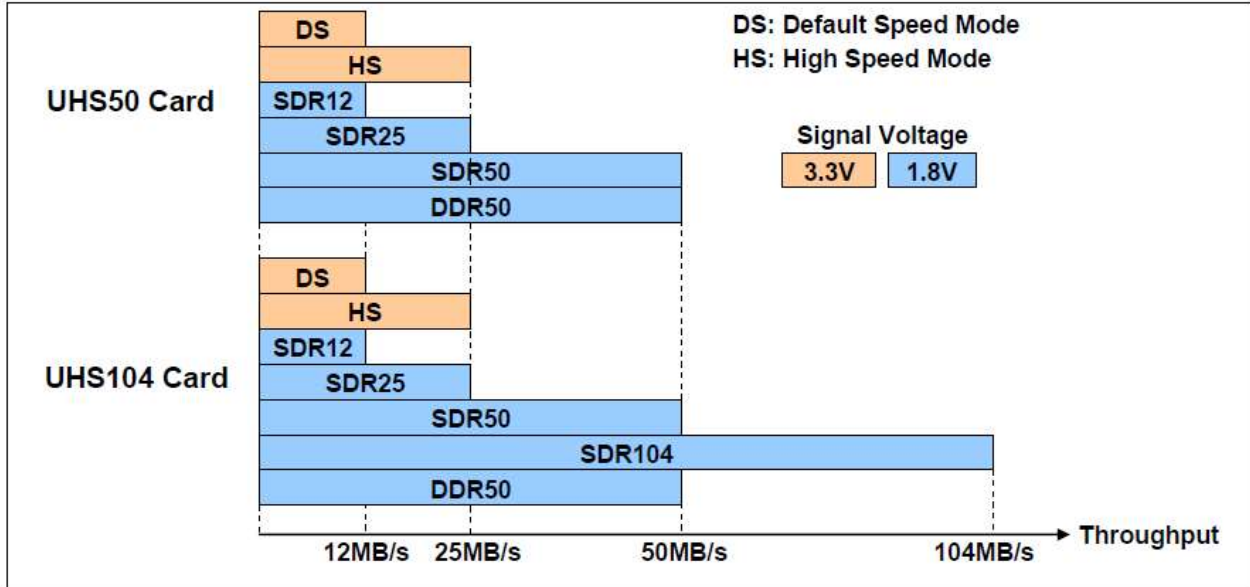 DS: Default Speed Mode
HS: High Speed Mode
Signal Voltage
3.3V 1.8V
UHS50 Card
DS
HS
SDR12
SDR25
SDR50
DDR50
UHS104 Card
DS
HS
SDR12
SDR25
SDR50
SDR104
DDR50
12MB/s 25MB/s 50MB/s 104MB/s
Throughput